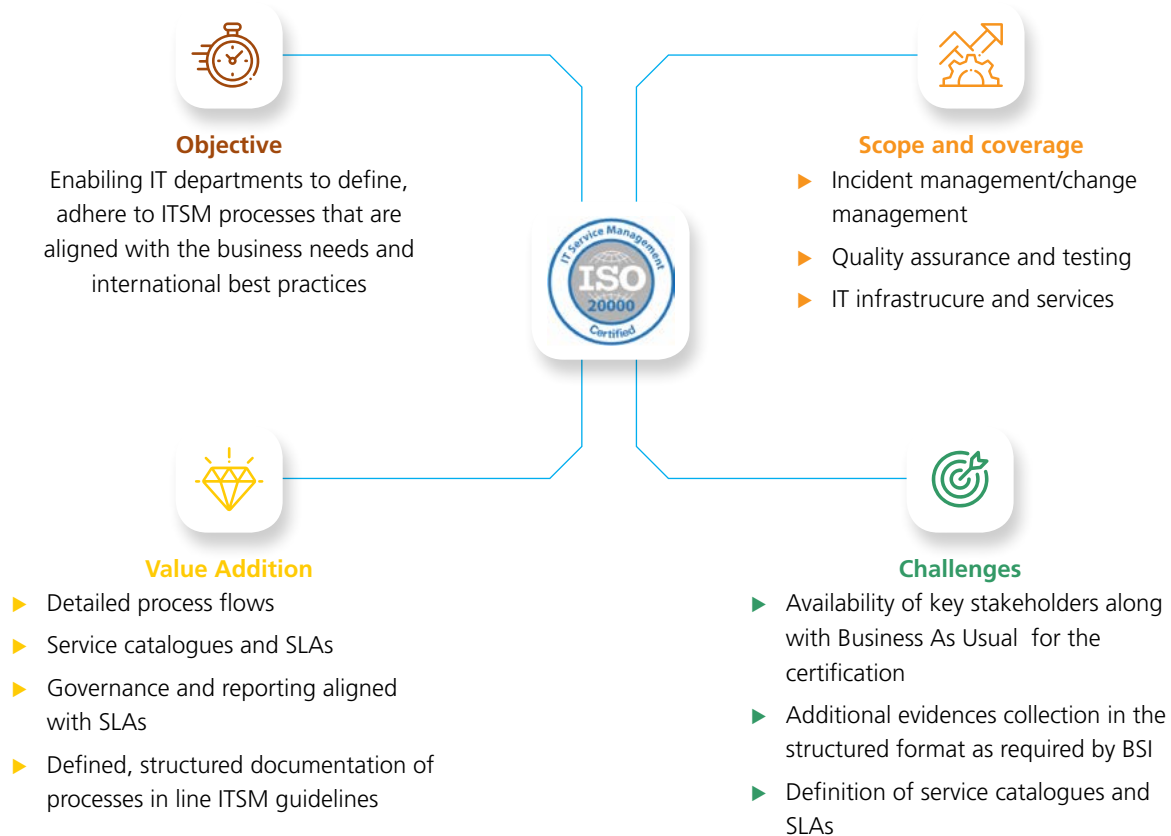 Objective
Enabiling IT departments to define,
adhere to ITSM processes that are
aligned with the business needs and
international best practices
Scope and coverage
Incident management/change
management
Quality assurance and testing
IT infrastrucure and services
IT Service Management
ISO
20000
Certified
Value Addition
Detailed process flows
Service catalogues and SLAs
Governance and reporting aligned
with SLAs
Defined, structured documentation of
processes in line ITSM guidelines
Challenges
Availability of key stakeholders along
with Business As Usual  for the
certification
Additional evidences collection in the
structured format as required by BSI
Definition of service catalogues and
SLAs